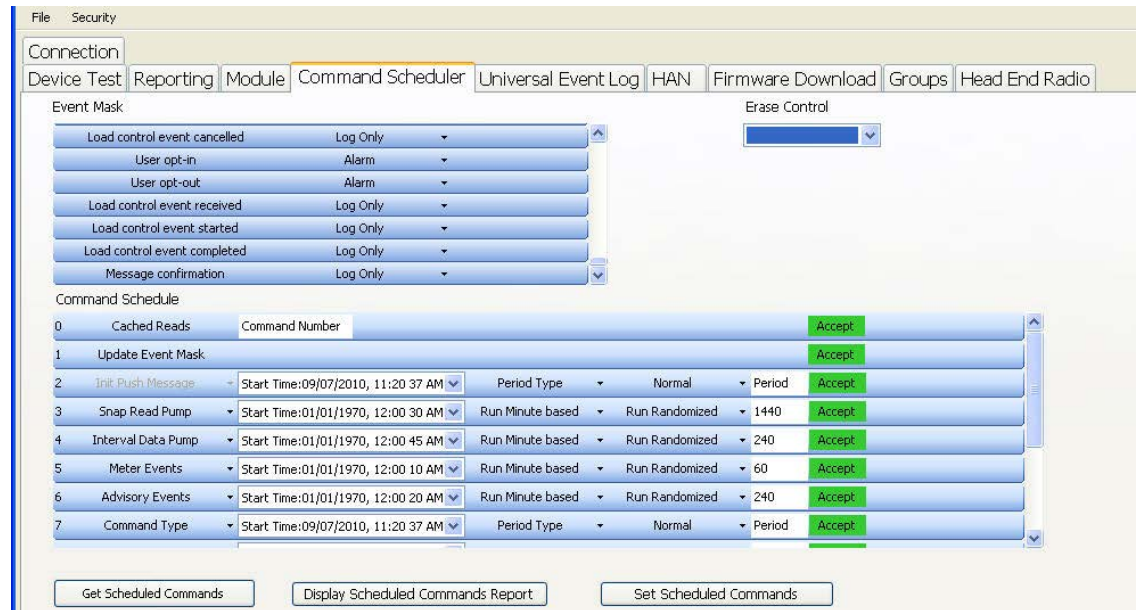 File Security
Connection
Device Test Reporting Module Command Scheduler Universal Event Log HAN Firmware Download Groups Head End Radio
Event Mask Erase Control
Load control event cancelled Log Only
User opt-in Alarm
User opt-out Alarm
Load control event received Log Only
Load control event started Log Only
Load control event completed Log Only
Message confirmation Log Only
Command Schedule
0 Cached Reads Command Number Accept
1 Update Event Mask Accept
2 Init Push Message Start Time:09/07/2010, 11:20 37 AM Period Type Normal Period Accept
3 Snap Read Pump Start Time:01/01/1970, 12:00 30 AM Run Minute based Run Randomized 1440 Accept
4 Interval Data Pump Start Time:01/01/1970, 12:00 45 AM Run Minute based Run Randomized 240 Accept
5 Meter Events Start Time:01/01/1970, 12:00 10 AM Run Minute based Run Randomized 60 Accept
6 Advisory Events Start Time:01/01/1970, 12:00 20 AM Run Minute based Run Randomized 240 Accept
7 Command Type Start Time:09/07/2010, 11:20 37 AM Period Type Normal Period Accept
Get Scheduled Commands Display Scheduled Commands Report Set Scheduled Commands